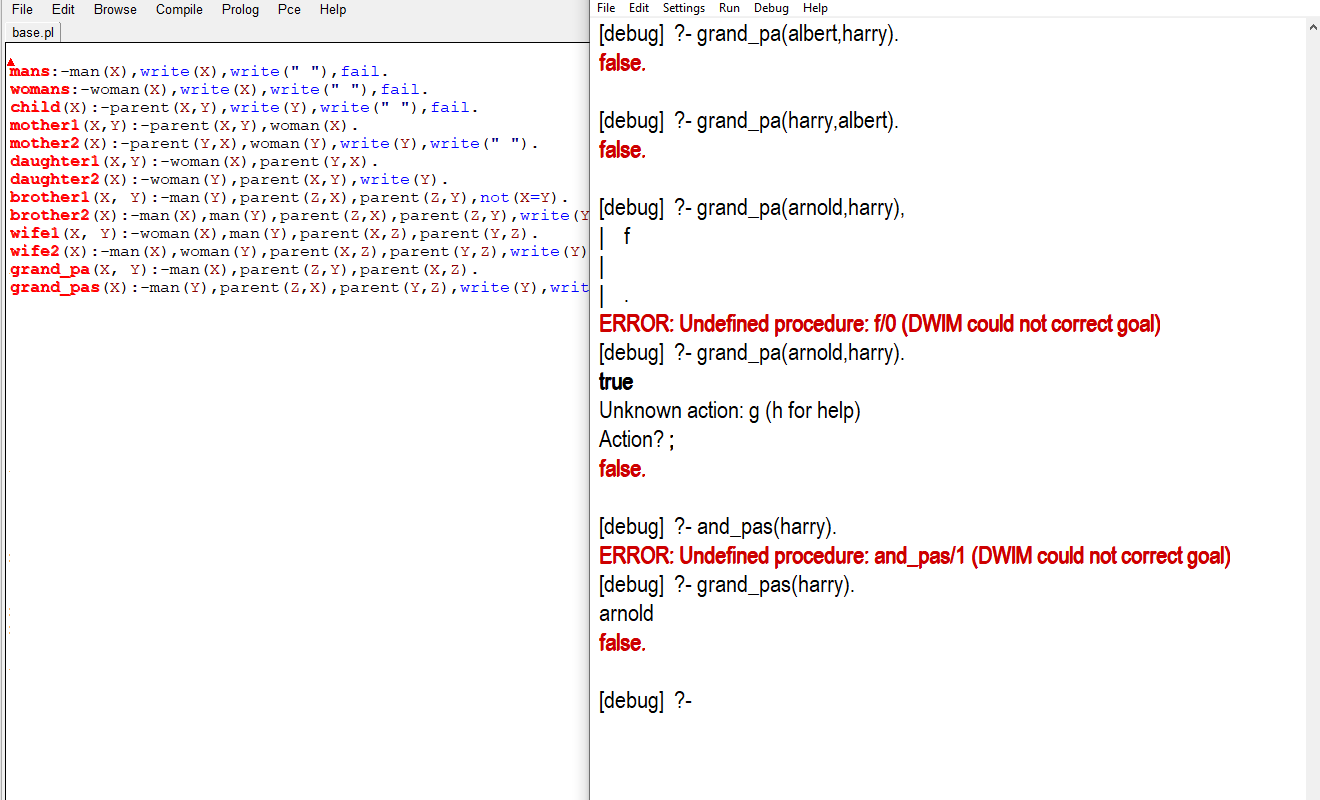 File Edit Browse Compile Prolog Pce Help
base.pl
mans:-man(X),write(X),write(" "),fail.
womans:-woman(X),write(X),write(" "),fail.
child(X):-parent(X,Y),write(Y),write(" "),fail.
mother1(X,Y):-parent(X,Y),woman(X).
mother2(X):-parent(Y,X),woman(Y),write(Y),write(" ").
daughter1(X,Y):-woman(X),parent(Y,X).
daughter2(X):-woman(Y),parent(X,Y),write(Y).
brother1(X, Y):-man(Y),parent(Z,X),parent(Z,Y),not(X=Y).
brother2(X):-man(X),man(Y),parent(Z,X),parent(Z,Y),write(Y
wife1(X, Y):-woman(X),man(Y),parent(X,Z),parent(Y,Z).
wife2(X):-man(X),woman(Y),parent(X,Z),parent(Y,Z),write(Y)
grand_pa(X, Y):-man(X),parent(Z,Y),parent(X,Z).
grand_pas(X):-man(Y),parent(Z,X),parent(Y,Z),write(Y),writ
File Edit Settings Run Debug Help
[debug] ?- grand_pa(albert,harry).
false.
[debug] ?- grand_pa(harry,albert).
false.
[debug] ?- grand_pa(arnold,harry),
| f
|
| .
ERROR: Undefined procedure: f/0 (DWIM could not correct goal)
[debug] ?- grand_pa(arnold,harry).
true
Unknown action: g (h for help)
Action? ;
false.
[debug] ?- and_pas(harry).
ERROR: Undefined procedure: and_pas/1 (DWIM could not correct goal)
[debug] ?- grand_pas(harry).
arnold
false.
[debug] ?-